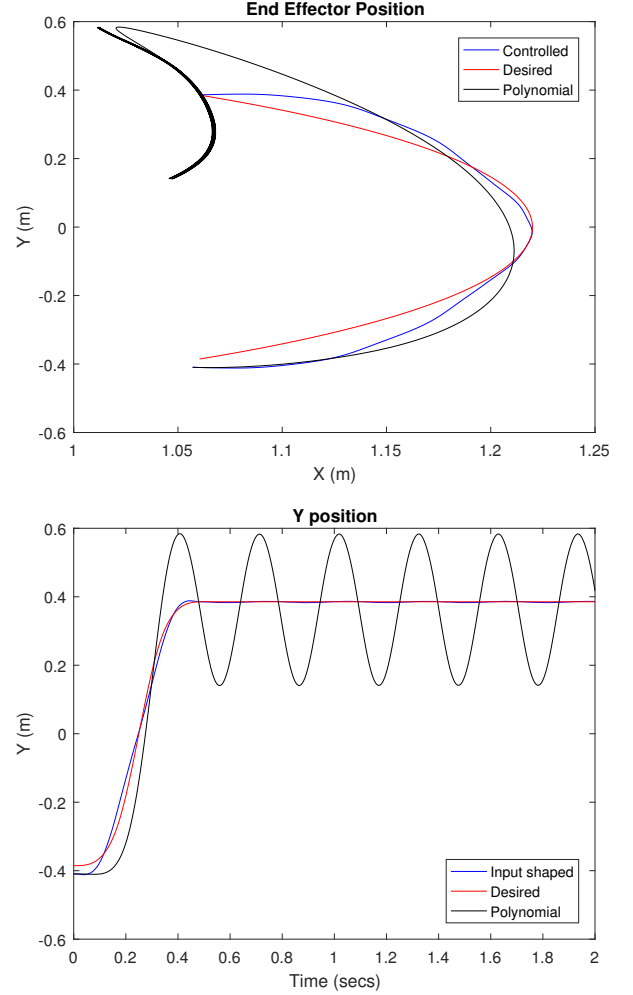 End Effector Position
0.6
0.4
0.2
0
-0.2
-0.4
-0.6
Y (m)
Controlled
Desired
Polynomial
1 1.05 1.1 1.15 1.2 1.25
X (m)
Y position
0.6
0.4
0.2
0
-0.2
-0.4
-0.6
Y (m)
Input shaped
Desired
Polynomial
0 0.2 0.4 0.6 0.8 1 1.2 1.4 1.6 1.8 2
Time (secs)